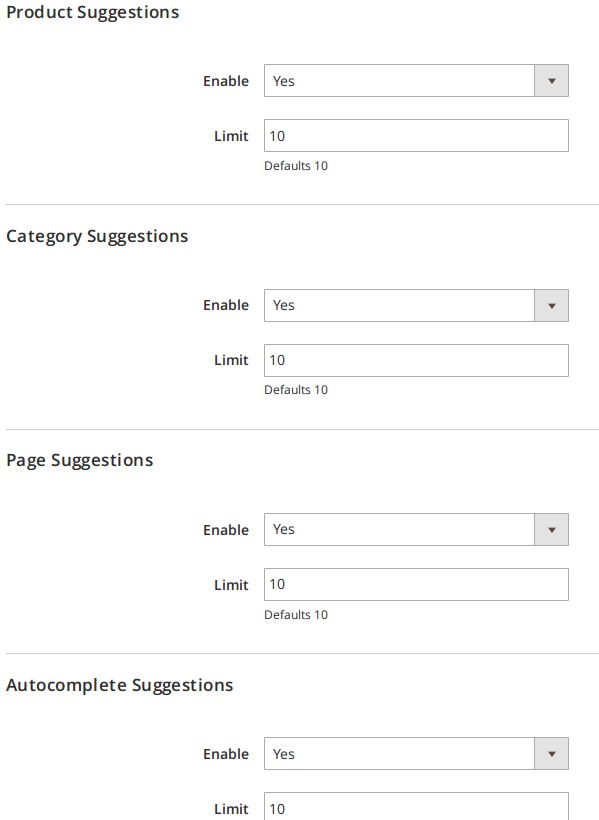 Product Suggestions
Enable Yes
Limit 10
Defaults 10
Category Suggestions
Enable Yes
Limit 10
Defaults 10
Page Suggestions
Enable Yes
Limit 10
Defaults 10
Autocomplete Suggestions
Enable Yes
Limit 10